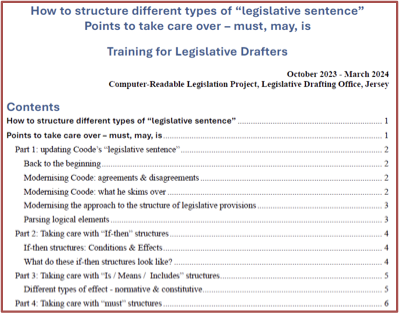 How to structure different types of “legislative sentence”
Points to take care over – must, may, is
Training for Legislative Drafters
October 2023 - March 2024
Computer-Readable Legislation Project, Legislative Drafting Office, Jersey
Contents
How to structure different types of “legislative sentence” 1
Points to take care over – must, may, is 1
Part 1: updating Coode’s “legislative sentence” 2
Back to the beginning 2
Modernising Coode: agreements & disagreements 2
Modernising Coode: what he skims over 2
Modernising the approach to the structure of legislative provisions 3
Parsing logical elements 3
Part 2: Taking care with “If-then” structures 4
If-then structures: Conditions & Effects 4
What do these if-then structures look like? 4
Part 3: Taking care with “Is / Means / Includes” structures 5
Different types of effect - normative & constitutive 5
Part 4: Taking care with “must” structures 6